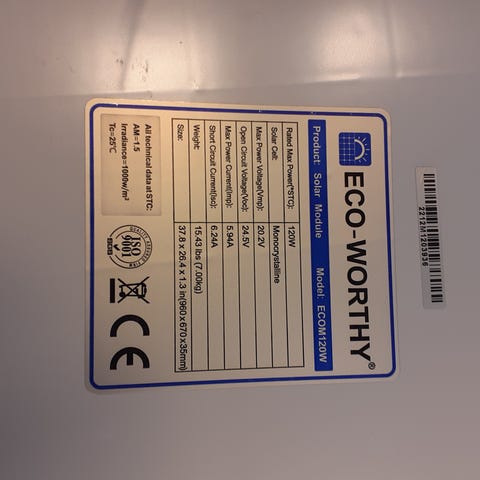 ECO-WORTHY®
Product: Solar Module Model: ECOM120W
Rated Max Power(*STC): 120W
Solar Cell: Monocrystalline
Max Power Voltage(Vmp): 20.2V
Open Circuit Voltage(Voc): 24.5V
Max Power Current(Imp): 5.94A
Short Circuit Current(Isc): 6.24A
Weight: 15.43 lbs (7.00kg)
Size: 37.8 x 26.4 x 1.3 in(960 x 670 x 35mm)
All technical data at STC:
AM=1.5
Irradiance=1000w/m²
Tc=25°C
ISO
9001
CE
2212M1203936